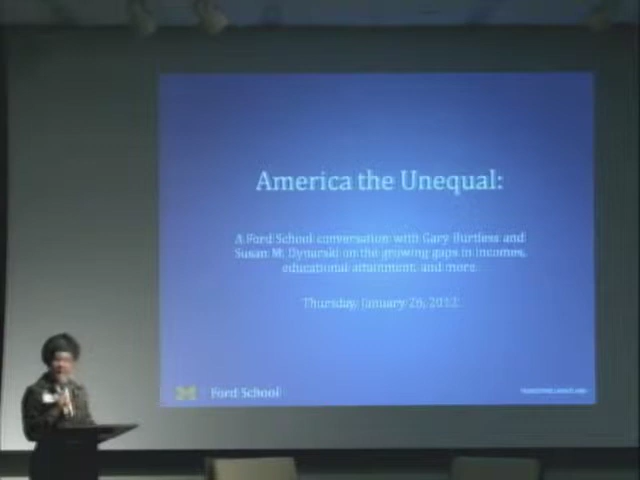 America the Unequal:
A Ford School conversation with Gary Burtless and
Susan M. Dynarski on the growing gaps in incomes,
educational attainment, and more.
Thursday, January 26, 2012
M Ford School